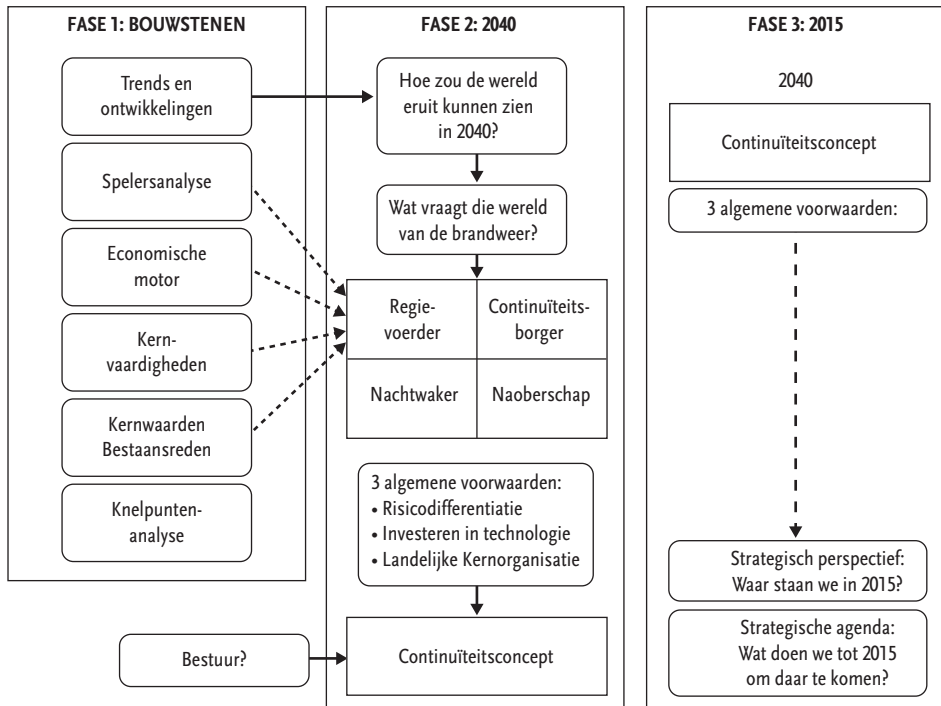 FASE 1: BOUWSTENEN
Trends en
ontwikkelingen
Spelersanalyse
Economische
motor
Kern-
vaardigheden
Kernwaarden
Bestaansreden
Knelpunten-
analyse
FASE 2: 2040
Hoe zou de wereld
eruit kunnen zien
in 2040?
Wat vraagt die wereld
van de brandweer?
Regie-
voerder
Continuïteits-
borger
Nachtwaker
Naoberschap
3 algemene voorwaarden:
• Risicodifferentiatie
• Investeren in technologie
• Landelijke Kernorganisatie
Bestuur?
Continuïteitsconcept
FASE 3: 2015
2040
Continuïteitsconcept
3 algemene voorwaarden:
Strategisch perspectief:
Waar staan we in 2015?
Strategische agenda:
Wat doen we tot 2015
om daar te komen?